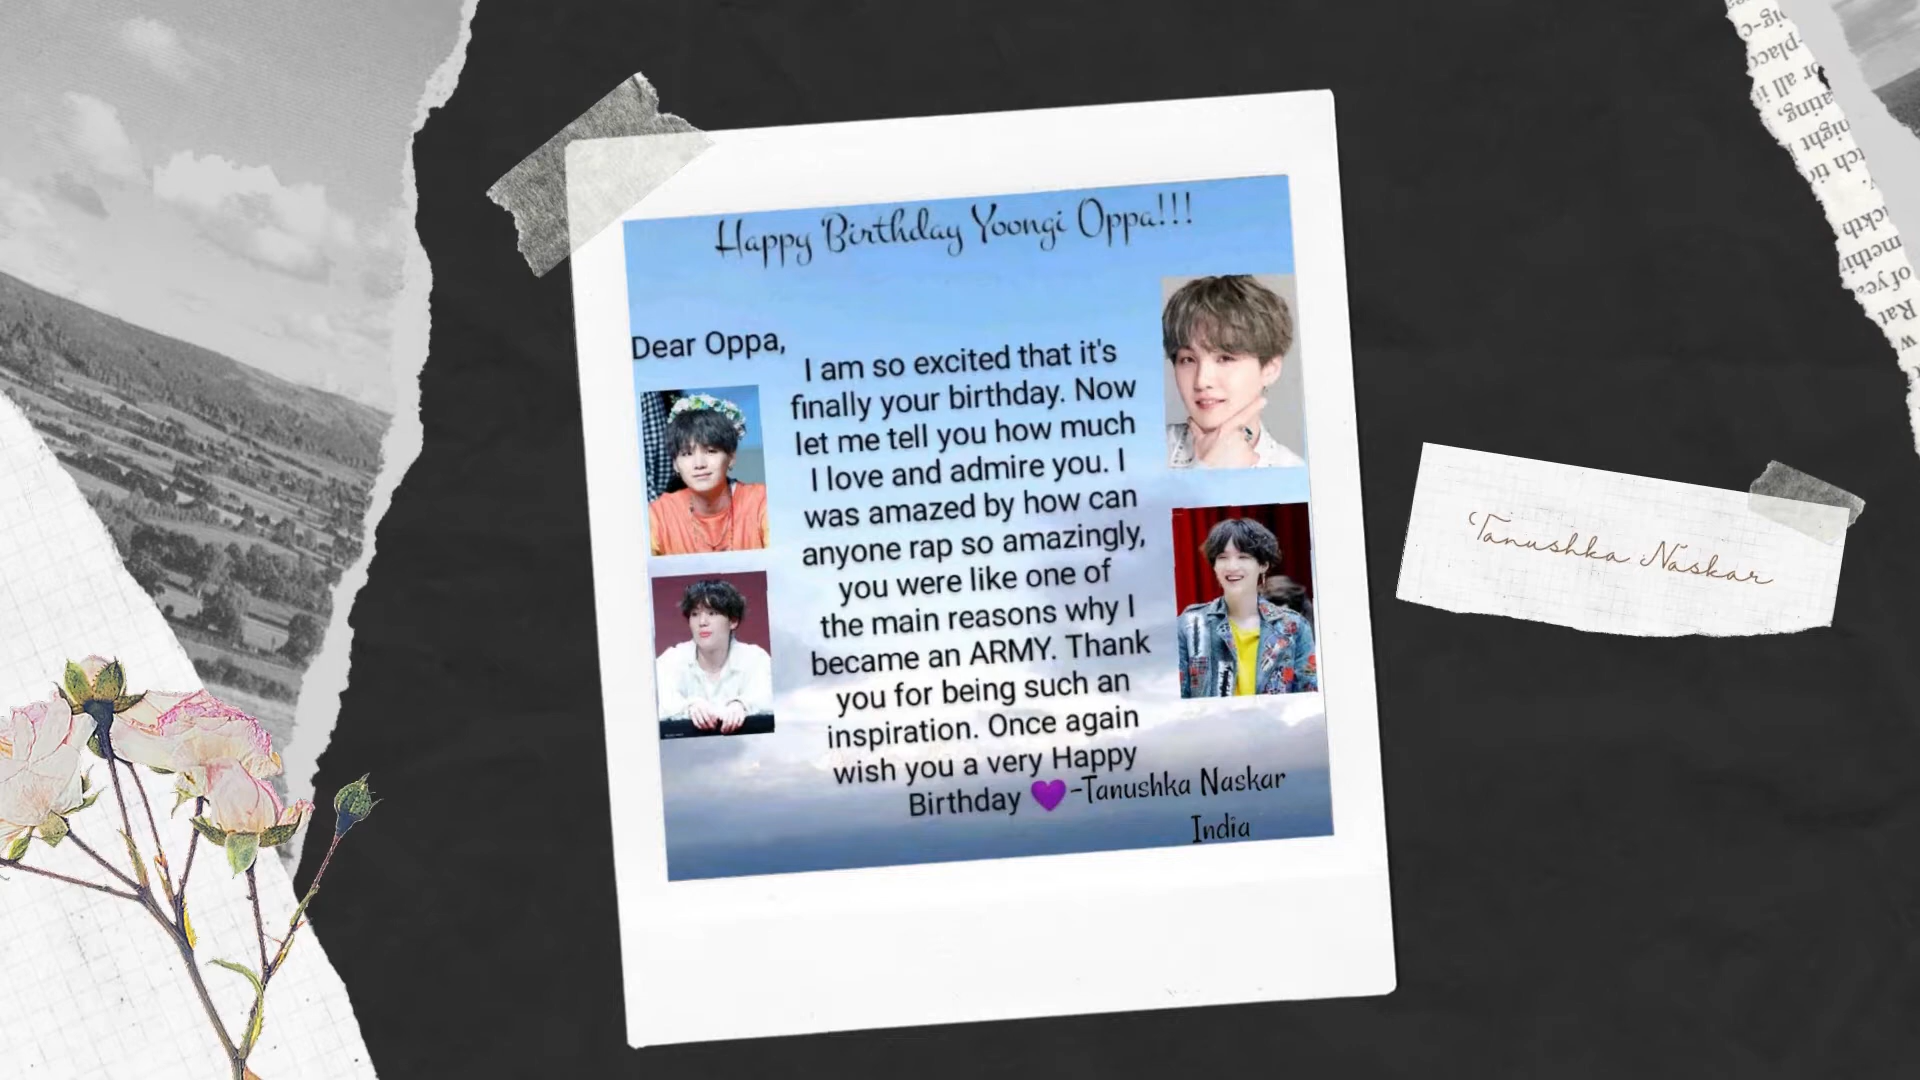 Happy Birthday Yoongi Oppa!!!
Dear Oppa,
I am so excited that it's
finally your birthday. Now
let me tell you how much
I love and admire you. I
was amazed by how can
anyone rap so amazingly,
you were like one of
the main reasons why I
became an ARMY. Thank
you for being such an
inspiration. Once again
wish you a very Happy
Birthday 💜-Tanushka Naskar
India
Tanushka Naskar